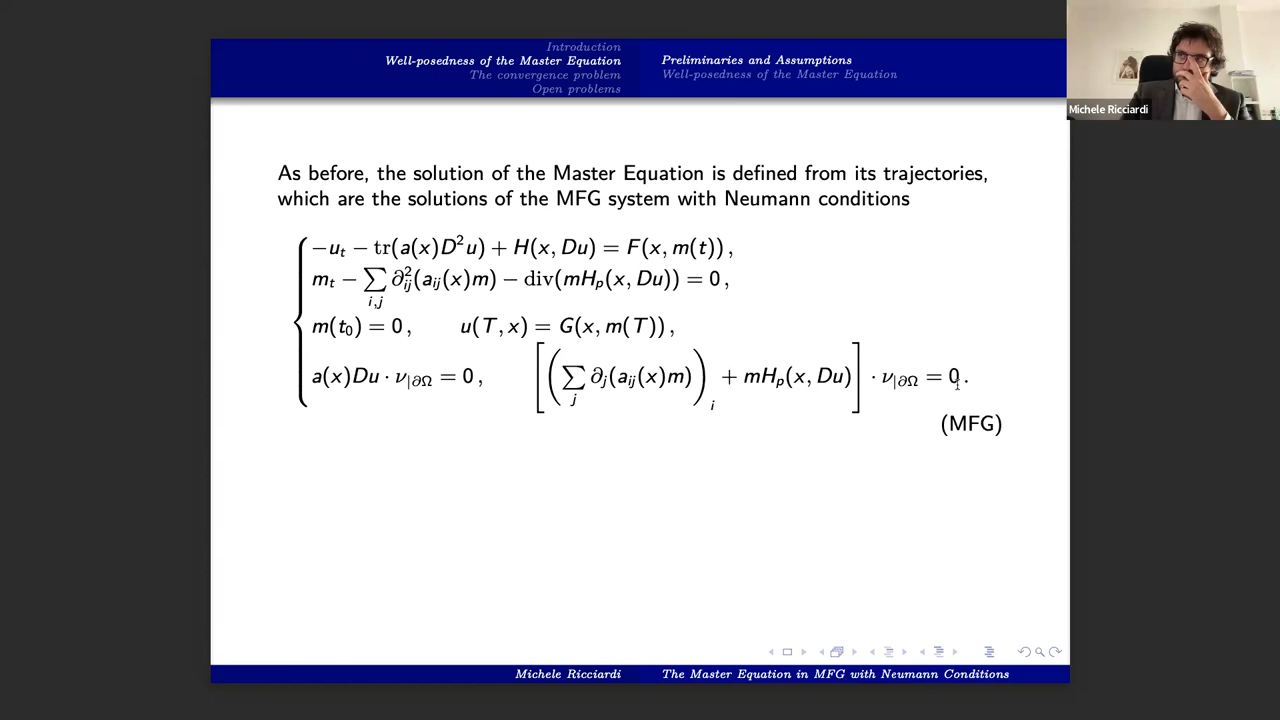 Introduction
Well-posedness of the Master Equation
The convergence problem
Open problems
Preliminaries and Assumptions
Well-posedness of the Master Equation
Michele Ricciardi
As before, the solution of the Master Equation is defined from its trajectories,
which are the solutions of the MFG system with Neumann conditions
−uₜ − tr(a(x)D²u) + H(x, Du) = F(x, m(t)) ,
mₜ − ∑_{i,j} ∂²_{ij}(a_{ij}(x)m) − div(mH_p(x, Du)) = 0 ,
m(t₀) = 0 , u(T, x) = G(x, m(T)) ,
a(x)Du · ν_{|∂Ω} = 0 , [(∑_j ∂_j(a_{ij}(x)m))_i + mH_p(x, Du)] · ν_{|∂Ω} = 0 .
(MFG)
Michele Ricciardi The Master Equation in MFG with Neumann Conditions